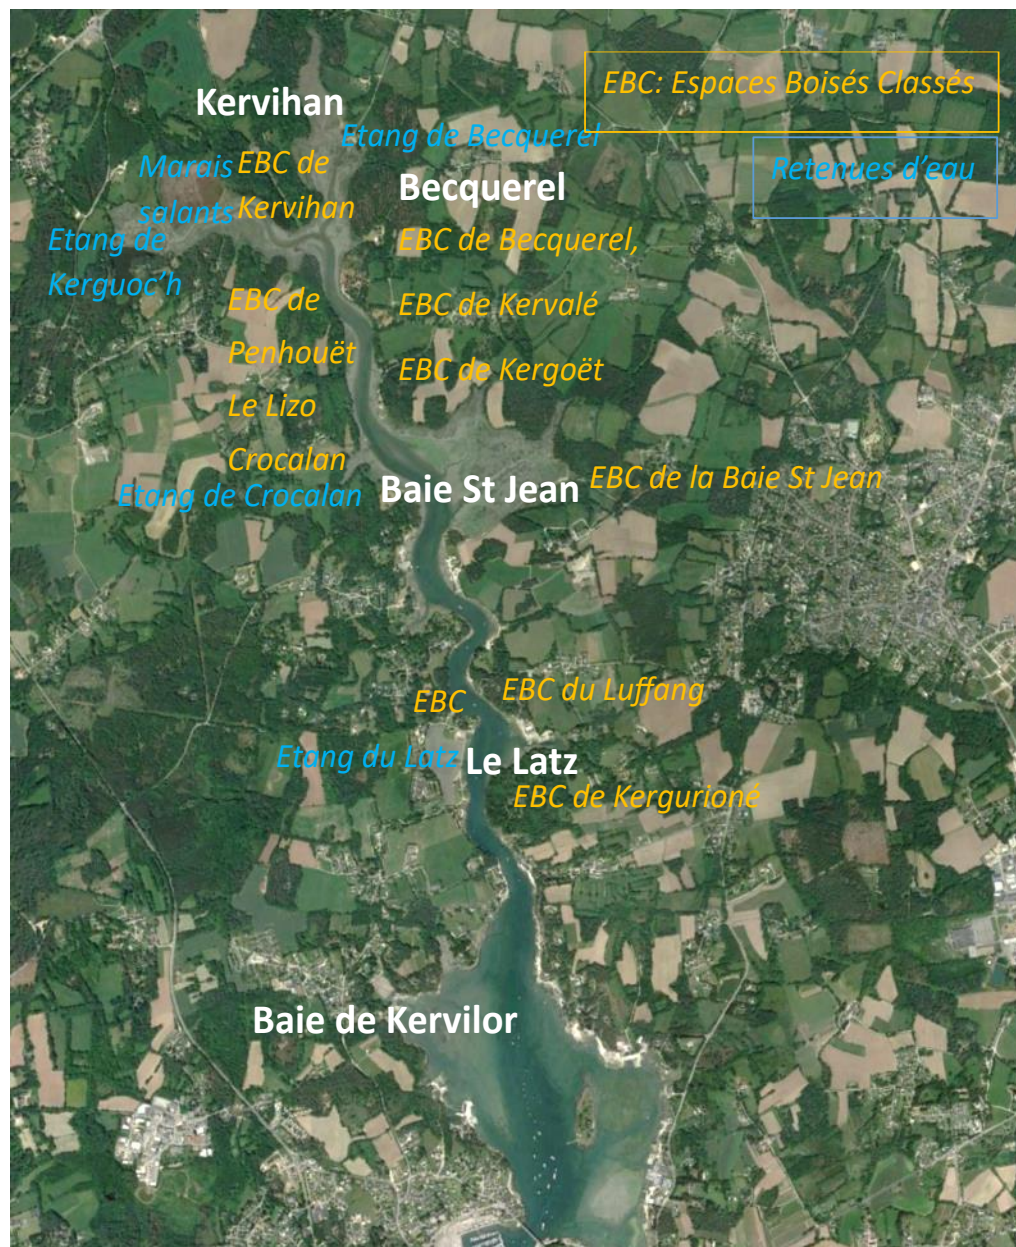 EBC: Espaces Boisés Classés
Kervihan
Etang de Becquerel
Retenues d'eau
Marais
salants
EBC de
Kervihan
Becquerel
Etang de
Kerguoc'h
EBC de Becquerel,
EBC de Kervalé
EBC de Kergoët
EBC de
Penhouët
Le Lizo
Crocalan
Etang de Crocalan
Baie St Jean
EBC de la Baie St Jean
EBC
EBC du Luffang
Etang du Latz
Le Latz
EBC de Kergurioné
Baie de Kervilor